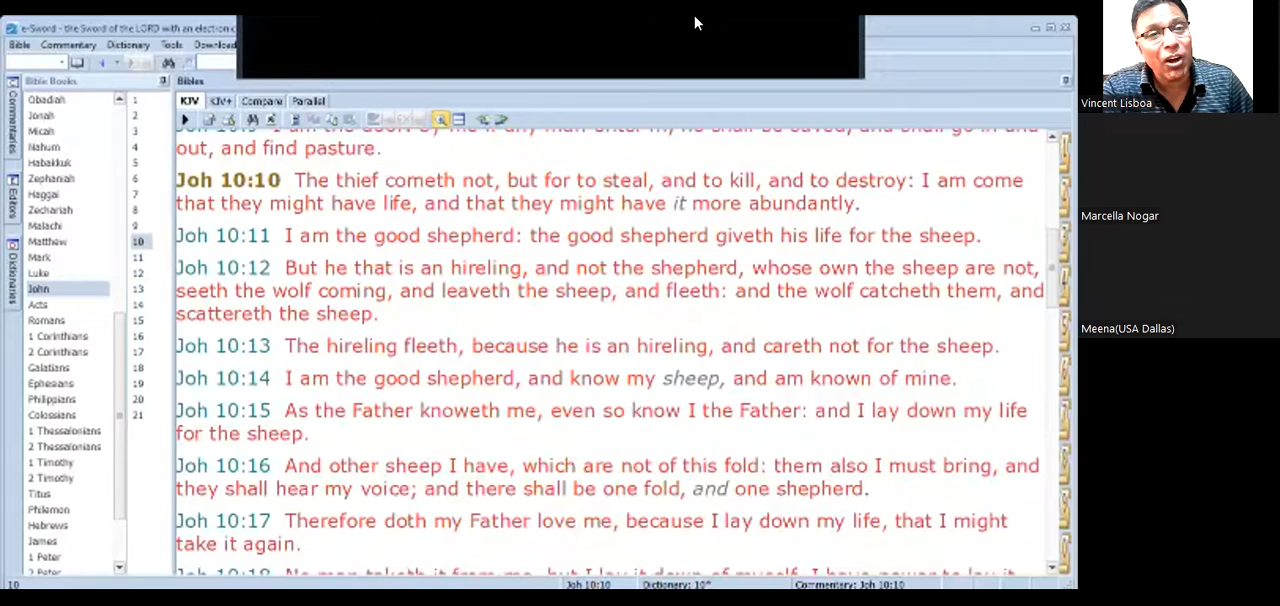 e-Sword - the Sword of the LORD with an electronic
Bible Commentary Dictionary Tools Download
Bible Books
Bibles
KJV KJV+ Compare Parallel
Commentaries
Editors
Dictionaries
Obadiah
Jonah
Micah
Nahum
Habakkuk
Zephaniah
Haggai
Zechariah
Malachi
Matthew
Mark
Luke
John
Acts
Romans
1 Corinthians
2 Corinthians
Galatians
Ephesians
Philippians
Colossians
1 Thessalonians
2 Thessalonians
1 Timothy
2 Timothy
Titus
Philemon
Hebrews
James
1 Peter
2 Peter
1
2
3
4
5
6
7
8
9
10
11
12
13
14
15
16
17
18
19
20
21
out, and find pasture.
Joh 10:10 The thief cometh not, but for to steal, and to kill, and to destroy: I am come
that they might have life, and that they might have it more abundantly.
Joh 10:11 I am the good shepherd: the good shepherd giveth his life for the sheep.
Joh 10:12 But he that is an hireling, and not the shepherd, whose own the sheep are not,
seeth the wolf coming, and leaveth the sheep, and fleeth: and the wolf catcheth them, and
scattereth the sheep.
Joh 10:13 The hireling fleeth, because he is an hireling, and careth not for the sheep.
Joh 10:14 I am the good shepherd, and know my sheep, and am known of mine.
Joh 10:15 As the Father knoweth me, even so know I the Father: and I lay down my life
for the sheep.
Joh 10:16 And other sheep I have, which are not of this fold: them also I must bring, and
they shall hear my voice; and there shall be one fold, and one shepherd.
Joh 10:17 Therefore doth my Father love me, because I lay down my life, that I might
take it again.
10
Joh 10:10
Dictionary: 10*
Commentary: Joh 10:10
Vincent Lisboa
Marcella Nogar
Meena(USA Dallas)